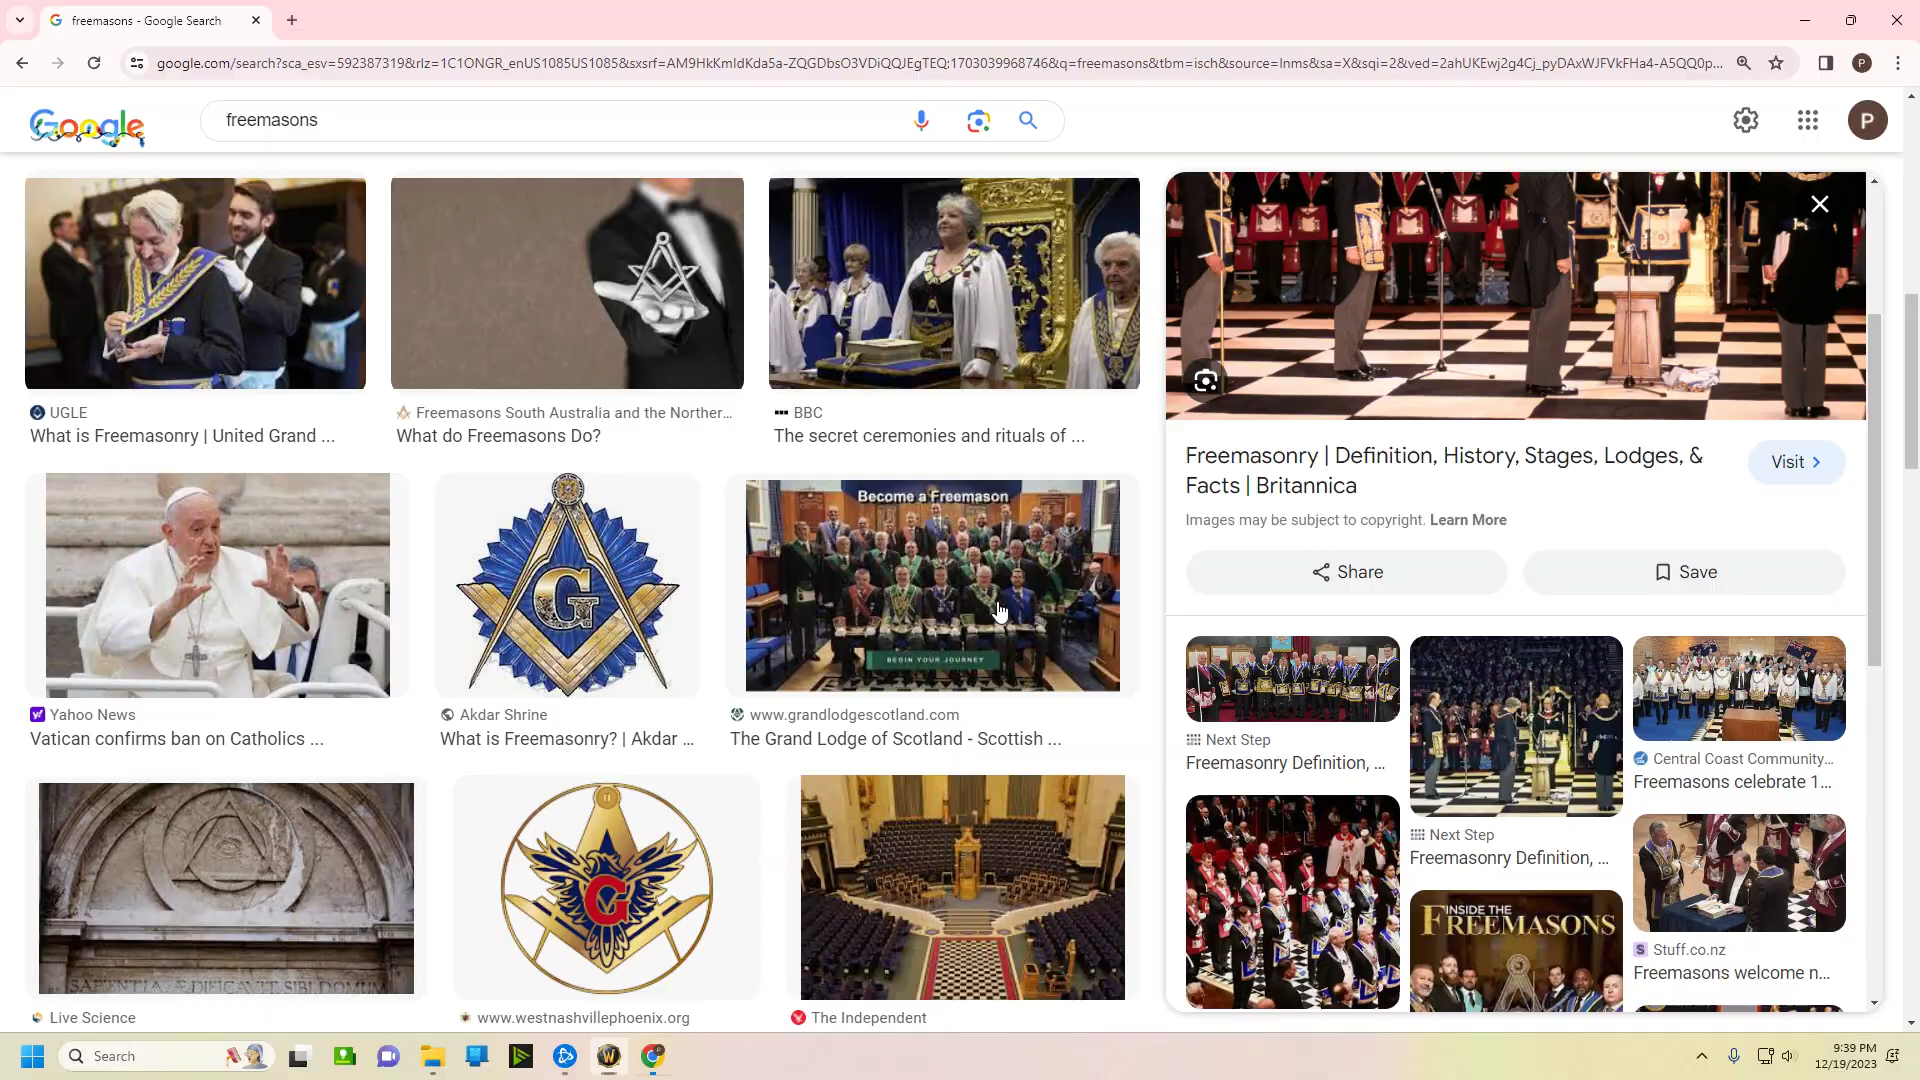 freemasons - Google Search
google.com/search?sca_esv=592387319&rlz=1C1ONGR_enUS1085US1085&sxsrf=AM9HkKmIdKda5a-ZQGDbsO3VDiQQJEgTEQ:1703039968746&q=freemasons&tbm=isch&source=lnms&sa=X&sqi=2&ved=2ahUKEwj2g4Cj_pyDAxWJFVkFHa4-A5QQ0p...
P
Google
freemasons
P
UGLE
What is Freemasonry | United Grand ...
Freemasons South Australia and the Norther...
What do Freemasons Do?
BBC
The secret ceremonies and rituals of ...
Freemasonry | Definition, History, Stages, Lodges, &
Facts | Britannica
Visit
Images may be subject to copyright. Learn More
Share
Save
G
Become a Freemason
BEGIN YOUR JOURNEY
Yahoo News
Vatican confirms ban on Catholics ...
Akdar Shrine
What is Freemasonry? | Akdar ...
www.grandlodgescotland.com
The Grand Lodge of Scotland - Scottish ...
Next Step
Freemasonry Definition, ...
Central Coast Community...
Freemasons celebrate 1...
Next Step
Freemasonry Definition, ...
Stuff.co.nz
Freemasons welcome n...
INSIDE THE
FREEMASONS
SAPIENTIA ÆDIFICAVIT SIBI DOMUM
G
Live Science
www.westnashvillephoenix.org
The Independent
Search
9:39 PM
12/19/2023